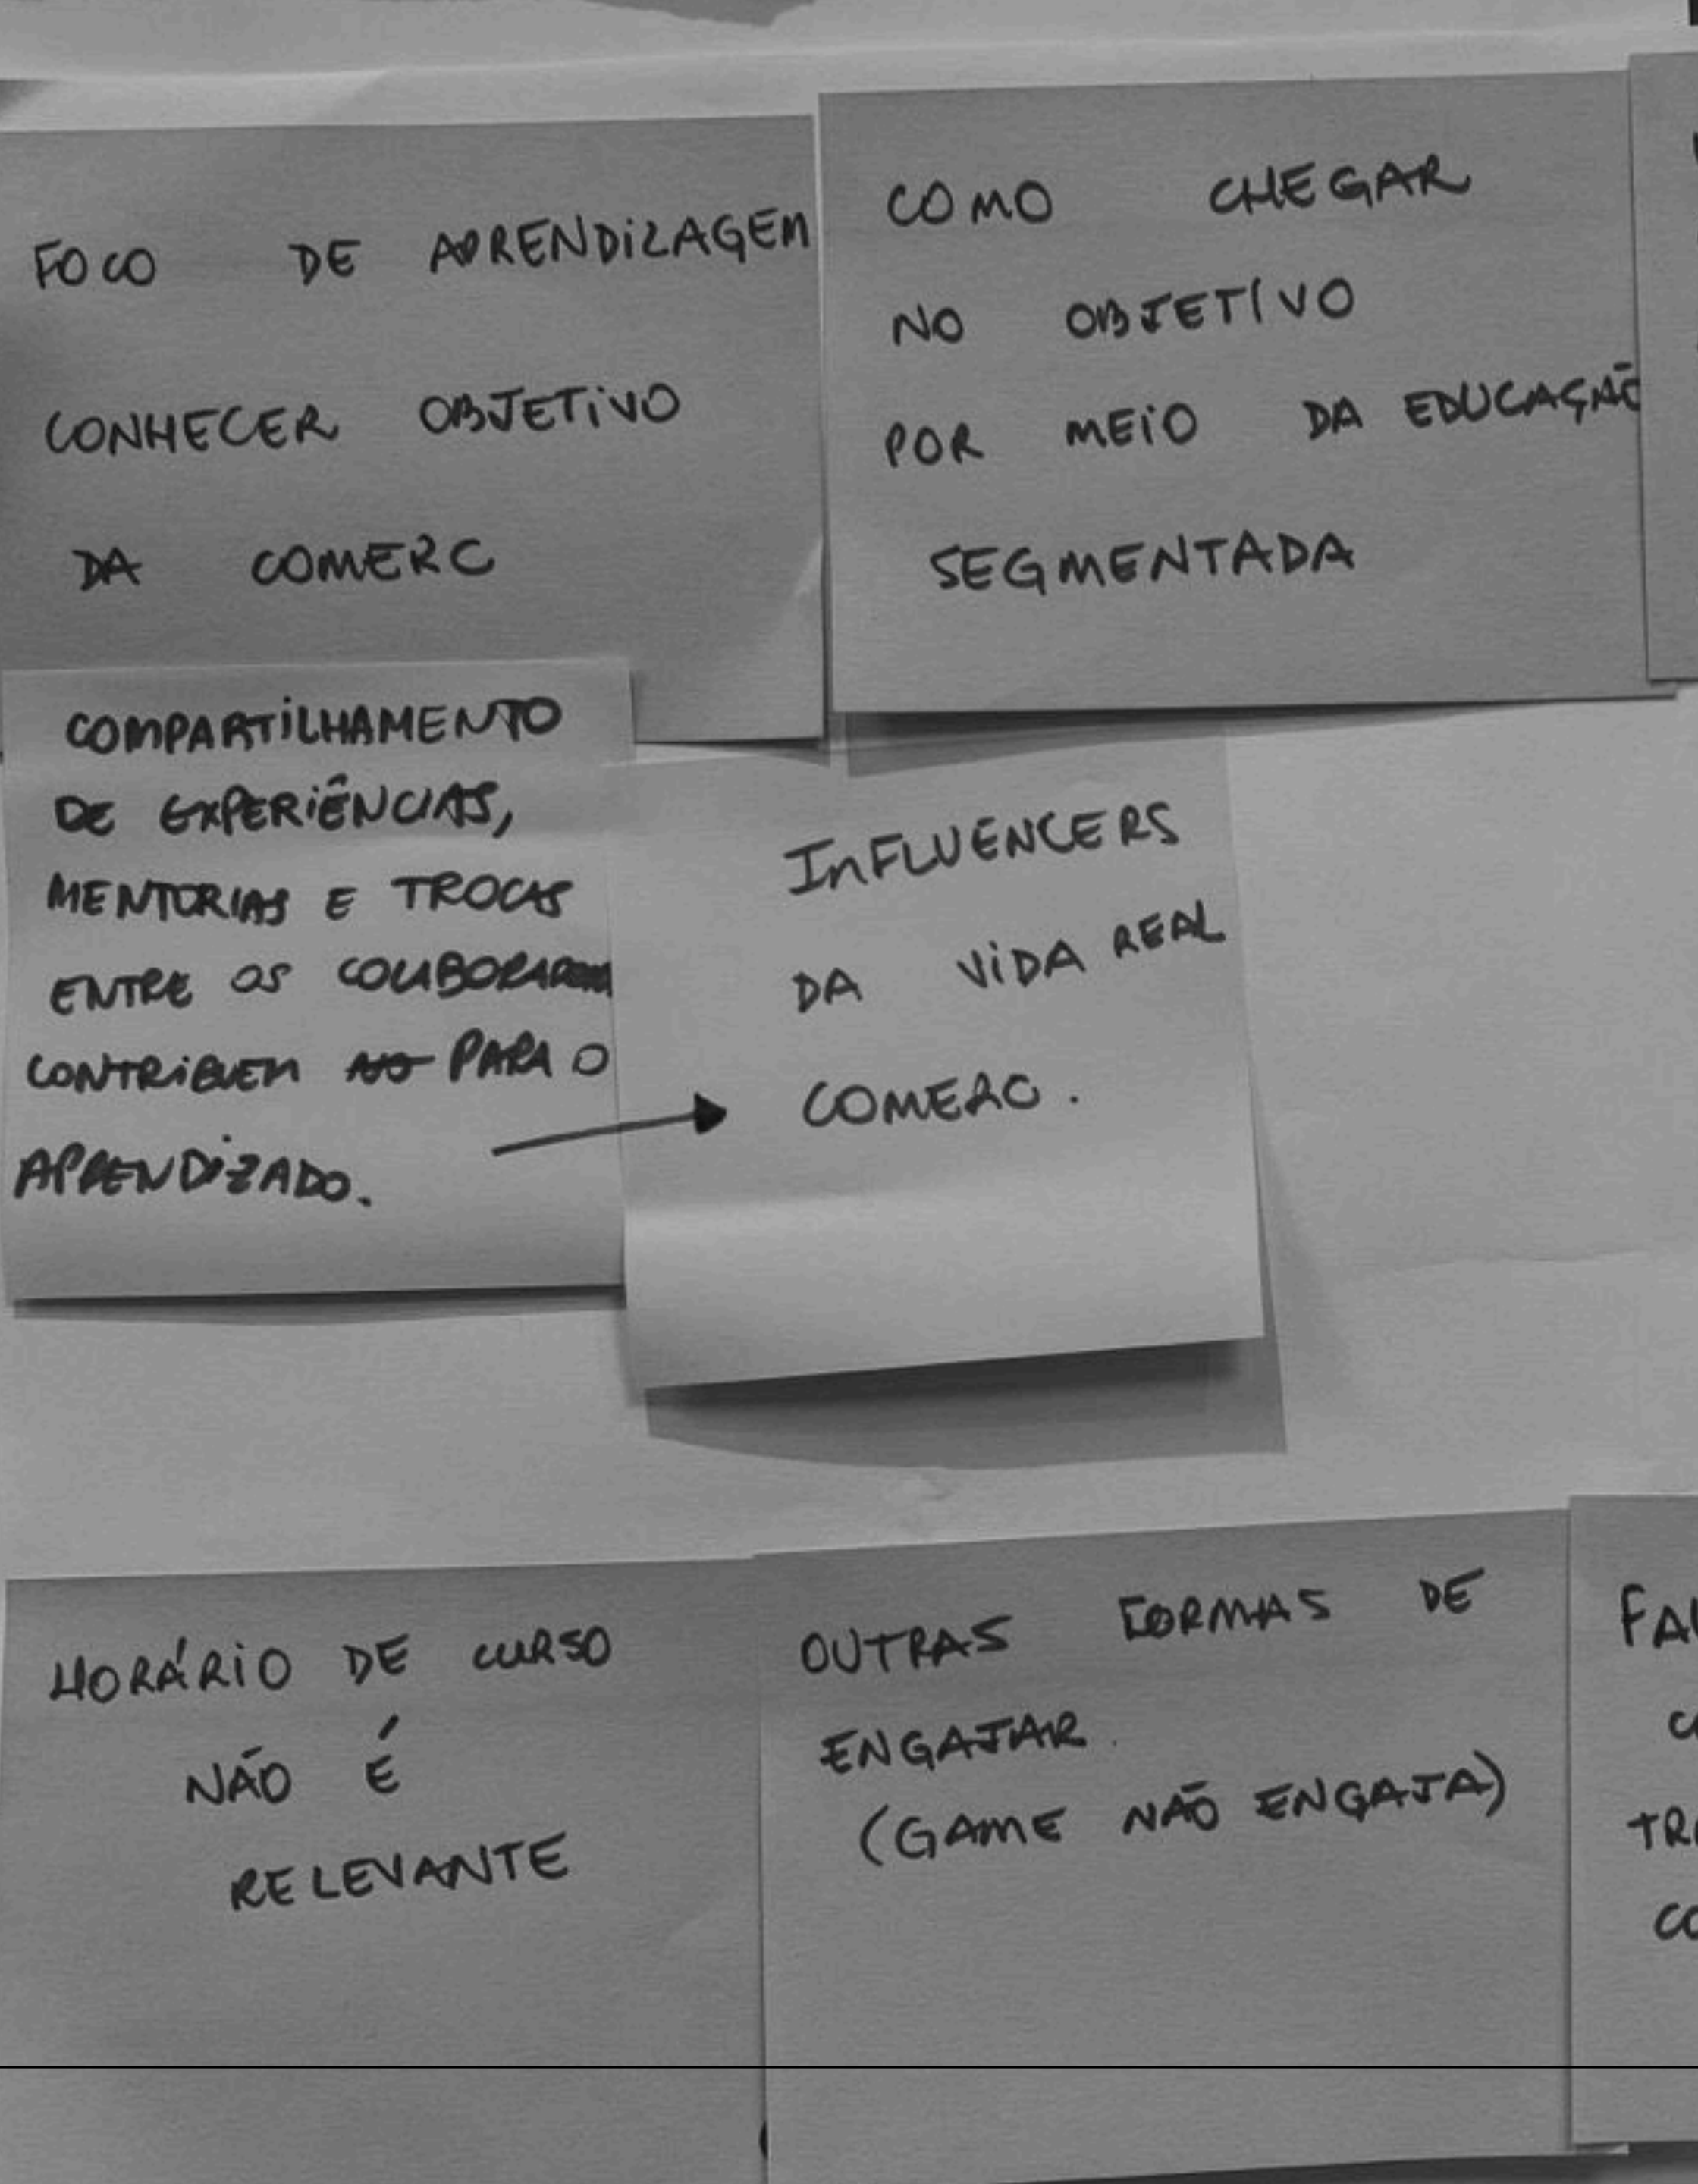 FOCO DE APRENDIZAGEM
CONHECER OBJETIVO
DA COMERC
COMO CHEGAR
NO OBJETIVO
POR MEIO DA EDUCAÇÃO
SEGMENTADA
COMPARTILHAMENTO
DE EXPERIÊNCIAS,
MENTORIAS E TROCAS
ENTRE OS
CONTRIBUEM PARA O
APRENDIZADO.
INFLUENCERS
DA VIDA REAL
COMERC.
HORÁRIO DE CURSO
NÃO É
RELEVANTE
OUTRAS FORMAS DE
ENGAJAR.
(GAME NÃO ENGAJA)